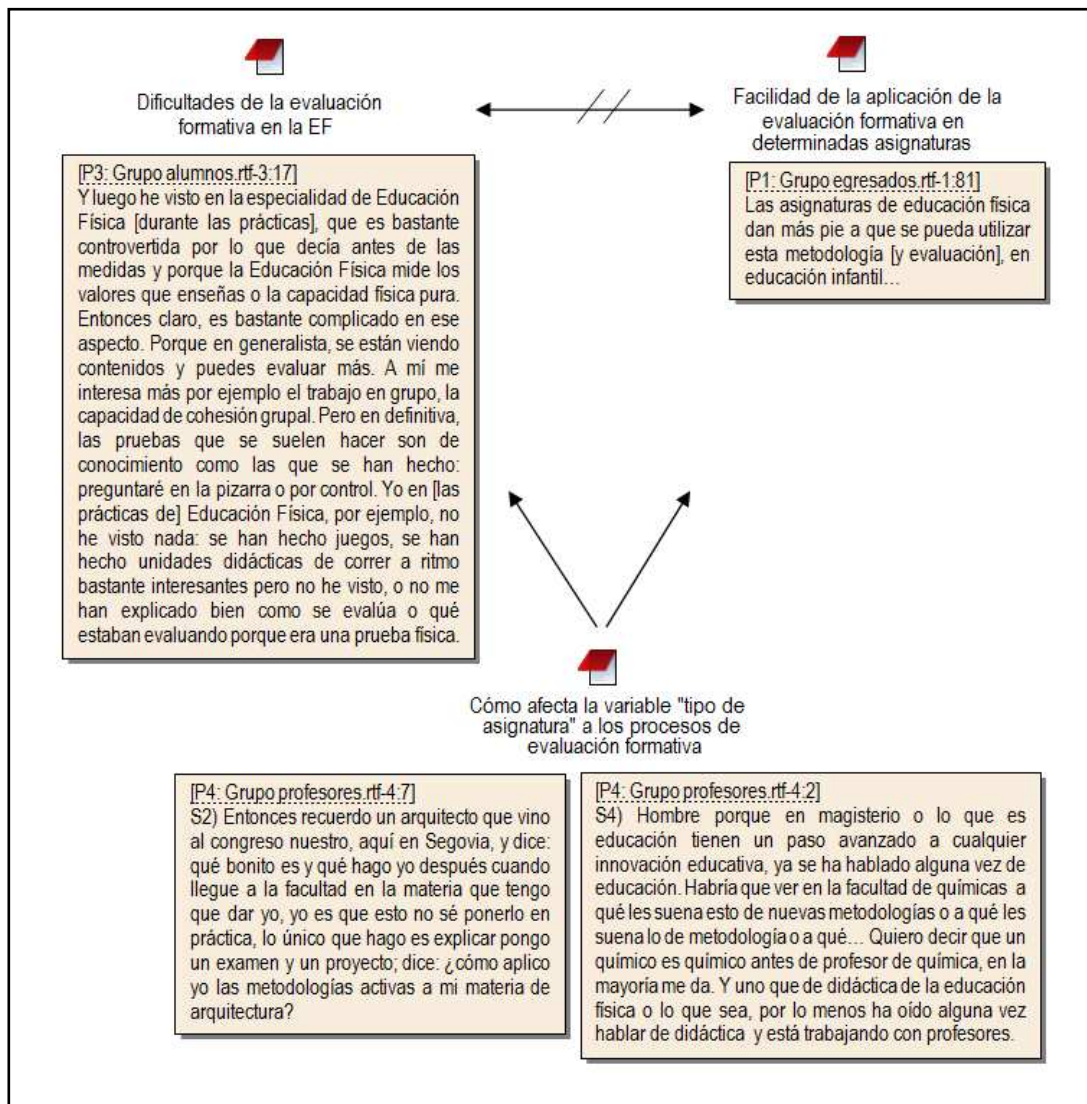 Dificultades de la evaluación
formativa en la EF
[P3: Grupo alumnos.rtf-3:17]
Y luego he visto en la especialidad de Educación
Física [durante las prácticas], que es bastante
controvertida por lo que decía antes de las
medidas y porque la Educación Física mide los
valores que enseñas o la capacidad física pura.
Entonces claro, es bastante complicado en ese
aspecto. Porque en generalista, se están viendo
contenidos y puedes evaluar más. A mí me
interesa más por ejemplo el trabajo en grupo, la
capacidad de cohesión grupal. Pero en definitiva,
las pruebas que se suelen hacer son de
conocimiento como las que se han hecho:
preguntaré en la pizarra o por control. Yo en [las
prácticas de] Educación Física, por ejemplo, no
he visto nada: se han hecho juegos, se han
hecho unidades didácticas de correr a ritmo
bastante interesantes pero no he visto, o no me
han explicado bien como se evalúa o qué
estaban evaluando porque era una prueba física.
Facilidad de la aplicación de la
evaluación formativa en
determinadas asignaturas
[P1: Grupo egresados.rtf-1:81]
Las asignaturas de educación física
dan más pie a que se pueda utilizar
esta metodología [y evaluación], en
educación infantil…
Cómo afecta la variable "tipo de
asignatura" a los procesos de
evaluación formativa
[P4: Grupo profesores.rtf-4:7]
S2) Entonces recuerdo un arquitecto que vino
al congreso nuestro, aquí en Segovia, y dice:
qué bonito es y qué hago yo después cuando
llegue a la facultad en la materia que tengo
que dar yo, yo es que esto no sé ponerlo en
práctica, lo único que hago es explicar pongo
un examen y un proyecto; dice: ¿cómo aplico
yo las metodologías activas a mi materia de
arquitectura?
[P4: Grupo profesores.rtf-4:2]
S4) Hombre porque en magisterio o lo que es
educación tienen un paso avanzado a cualquier
innovación educativa, ya se ha hablado alguna vez de
educación. Habría que ver en la facultad de químicas a
qué les suena esto de nuevas metodologías o a qué les
suena lo de metodología o a qué… Quiero decir que un
químico es químico antes de profesor de química, en la
mayoría me da. Y uno que de didáctica de la educación
física o lo que sea, por lo menos ha oído alguna vez
hablar de didáctica y está trabajando con profesores.